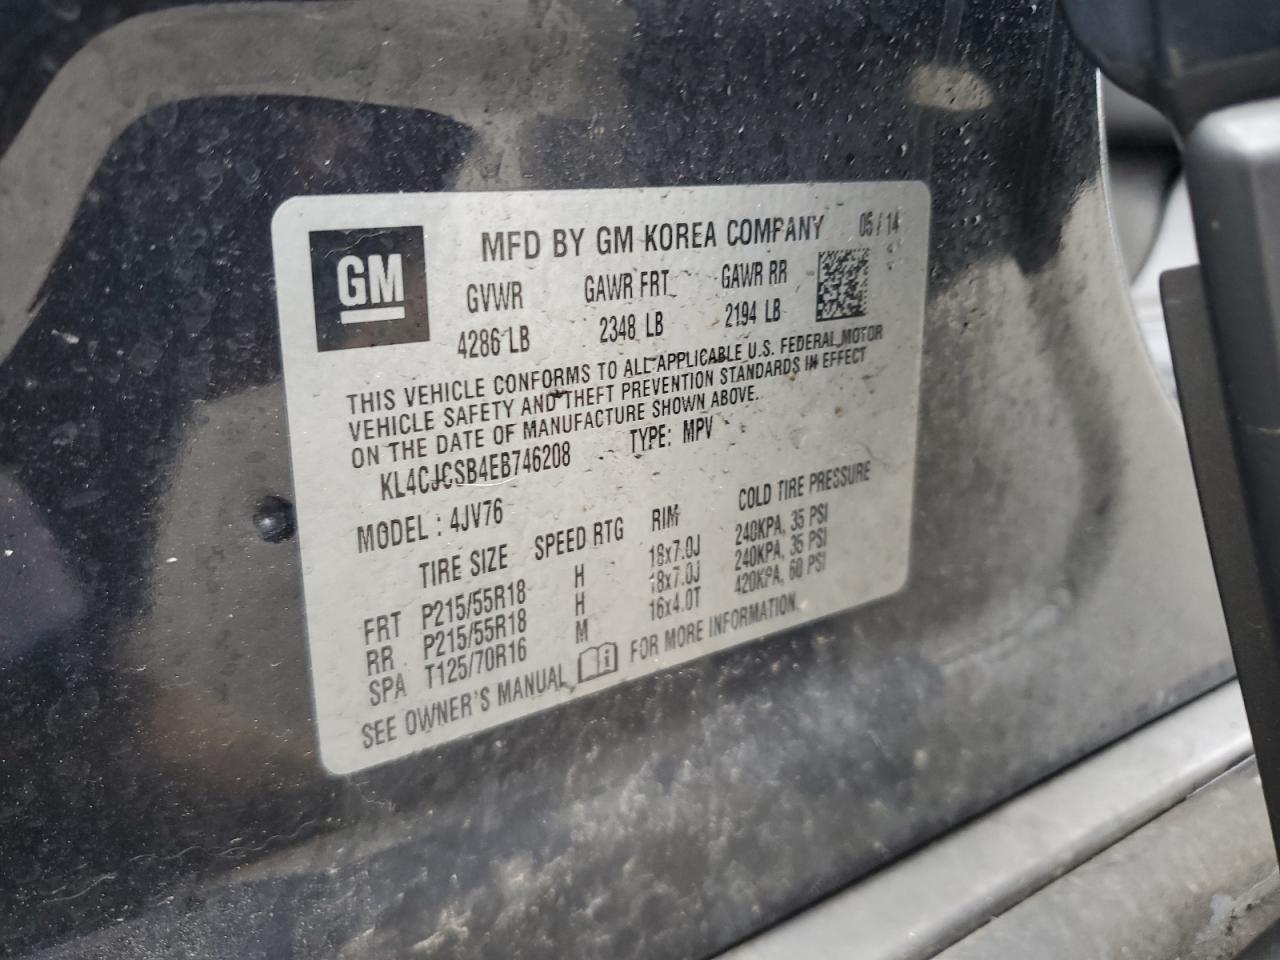 GM
MFD BY GM KOREA COMPANY 05/14
GVWR GAWR FRT GAWR RR
4286 LB 2348 LB 2194 LB
THIS VEHICLE CONFORMS TO ALL APPLICABLE U.S. FEDERAL MOTOR
VEHICLE SAFETY AND THEFT PREVENTION STANDARDS IN EFFECT
ON THE DATE OF MANUFACTURE SHOWN ABOVE.
KL4CJCSB4EB746208 TYPE: MPV
MODEL: 4JV76
TIRE SIZE SPEED RTG RIM COLD TIRE PRESSURE
FRT P215/55R18 H 18x7.0J 240KPA, 35 PSI
RR P215/55R18 H 18x7.0J 240KPA, 35 PSI
SPA T125/70R16 M 16x4.0T 420KPA, 60 PSI
SEE OWNER'S MANUAL i FOR MORE INFORMATION